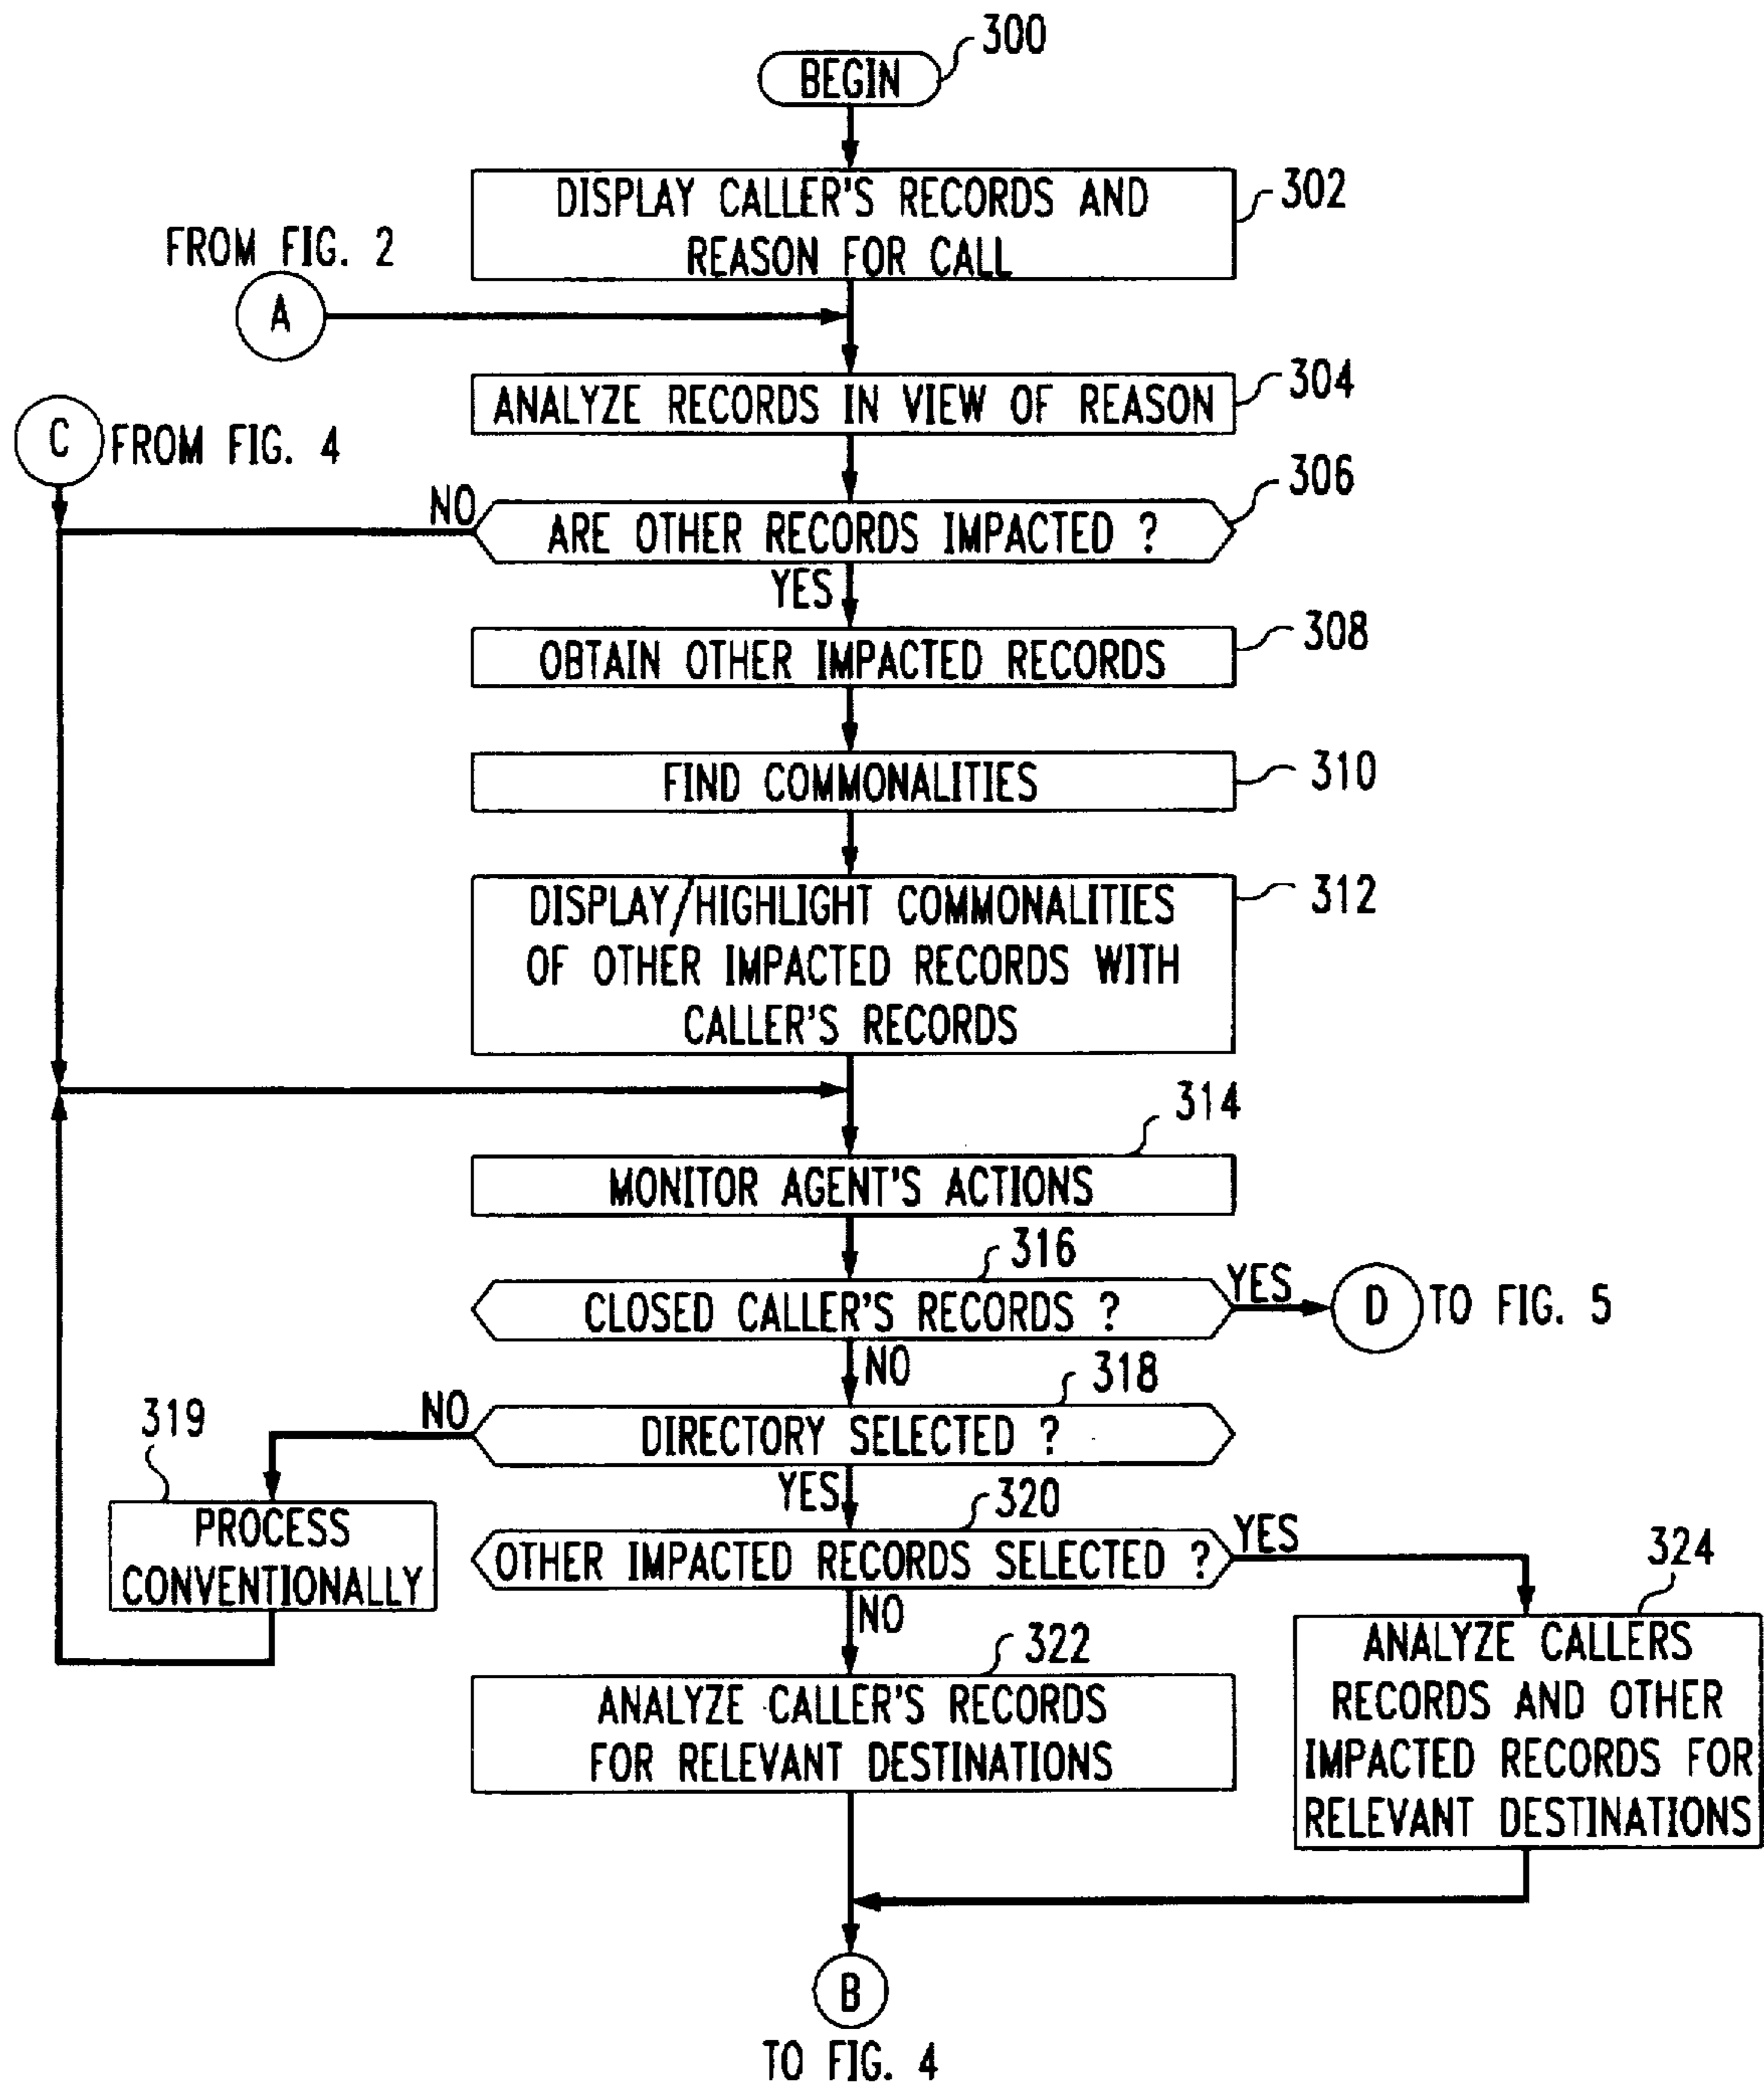 300
BEGIN
DISPLAY CALLER'S RECORDS AND
REASON FOR CALL
302
FROM FIG. 2
A
ANALYZE RECORDS IN VIEW OF REASON
304
C
FROM FIG. 4
306
NO
ARE OTHER RECORDS IMPACTED ?
YES
OBTAIN OTHER IMPACTED RECORDS
308
FIND COMMONALITIES
310
DISPLAY/HIGHLIGHT COMMONALITIES
OF OTHER IMPACTED RECORDS WITH
CALLER'S RECORDS
312
314
MONITOR AGENT'S ACTIONS
316
CLOSED CALLER'S RECORDS ?
YES
D
TO FIG. 5
NO
318
NO
DIRECTORY SELECTED ?
319
PROCESS
CONVENTIONALLY
YES
320
OTHER IMPACTED RECORDS SELECTED ?
YES
324
NO
322
ANALYZE CALLER'S RECORDS
FOR RELEVANT DESTINATIONS
ANALYZE CALLERS
RECORDS AND OTHER
IMPACTED RECORDS FOR
RELEVANT DESTINATIONS
B
TO FIG. 4